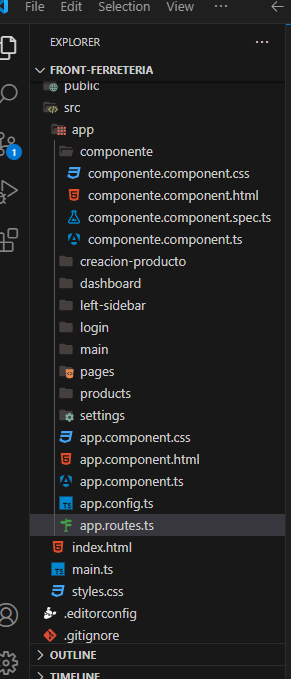 File Edit Selection View
EXPLORER
FRONT-FERRETERIA
public
src
app
componente
componente.component.css
componente.component.html
componente.component.spec.ts
componente.component.ts
creacion-producto
dashboard
left-sidebar
login
main
pages
products
settings
app.component.css
app.component.html
app.component.ts
TS app.config.ts
app.routes.ts
index.html
TS main.ts
styles.css
.editorconfig
.gitignore
OUTLINE
TIMELINE
1